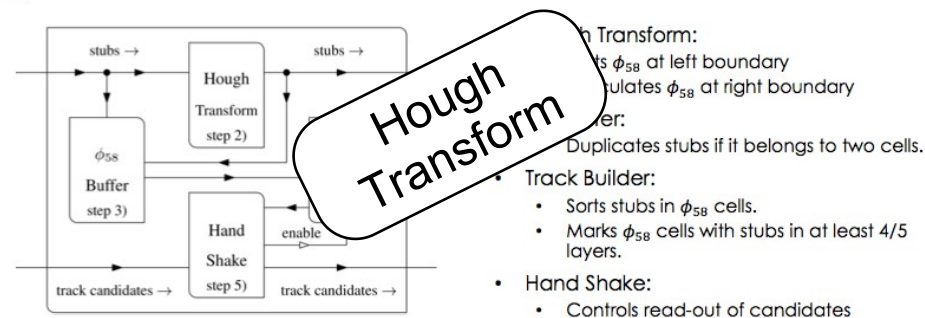 stubs →
stubs →
Hough
Transform
step 2)
ϕ58
Buffer
step 3)
Hand
Shake
step 5)
enable
track candidates →
track candidates →
Hough
Transform
Transform:
ϕ58 at left boundary
ϕ58 at right boundary
Duplicates stubs if it belongs to two cells.
• Track Builder:
• Sorts stubs in ϕ58 cells.
• Marks ϕ58 cells with stubs in at least 4/5
layers.
• Hand Shake:
• Controls read-out of candidates